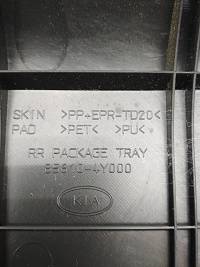 SKIN >PP+EPR-TD20<
PAD >PET< >PU<
RR PACKAGE TRAY
85610-4Y000
KIA